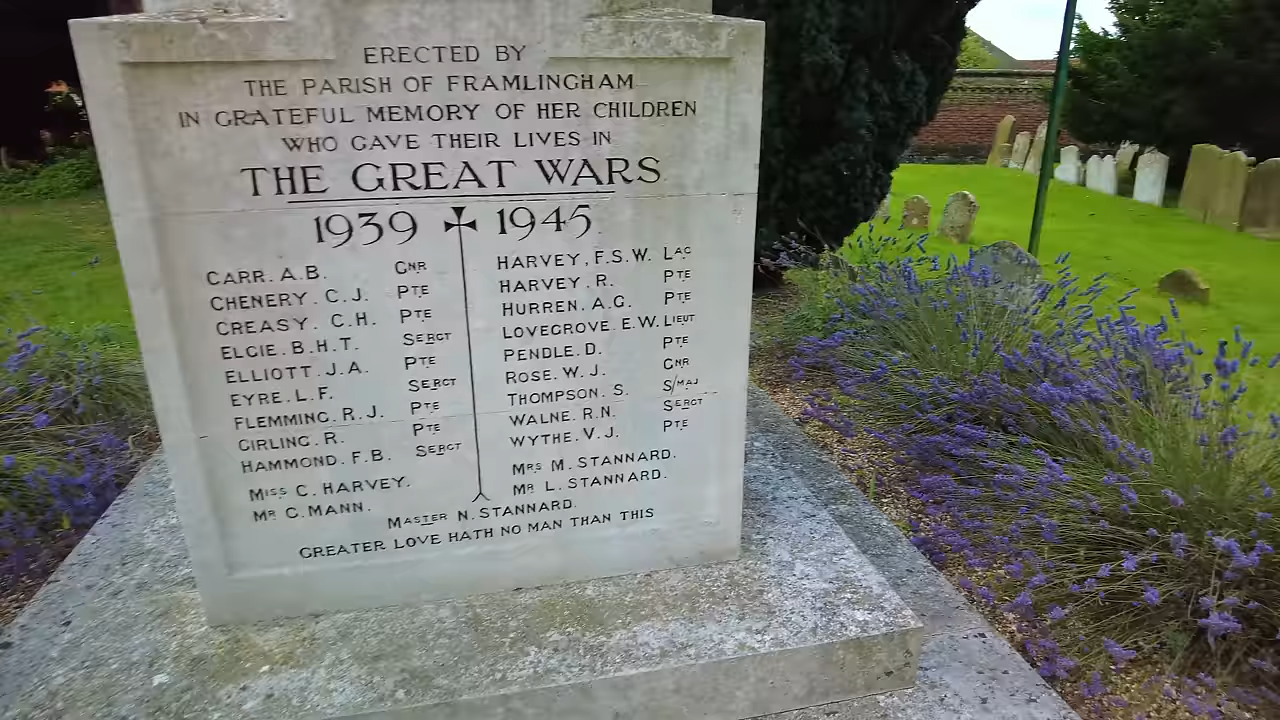 ERECTED BY
THE PARISH OF FRAMLINGHAM
IN GRATEFUL MEMORY OF HER CHILDREN
WHO GAVE THEIR LIVES IN
THE GREAT WARS
1939 1945
CARR. A.B. GNR
CHENERY. C.J. PTE
CREASY. C.H. PTE
ELGIE. B.H.T. SERGT
ELLIOTT. J.A. PTE
EYRE. L.F. SERGT
FLEMMING. R.J. PTE
GIRLING. R. PTE
HAMMOND. F.B. SERGT
MISS C. HARVEY.
MR C. MANN.
HARVEY. F.S.W. LAC
HARVEY. R. PTE
HURREN. A.G. PTE
LOVEGROVE. E.W. LIEUT
PENDLE. D. PTE
ROSE. W.J. GNR
THOMPSON. S. S/MAJ
WALNE. R.N. SERGT
WYTHE. V.J. PTE
MRS M. STANNARD.
MR L. STANNARD.
MASTER N. STANNARD.
GREATER LOVE HATH NO MAN THAN THIS